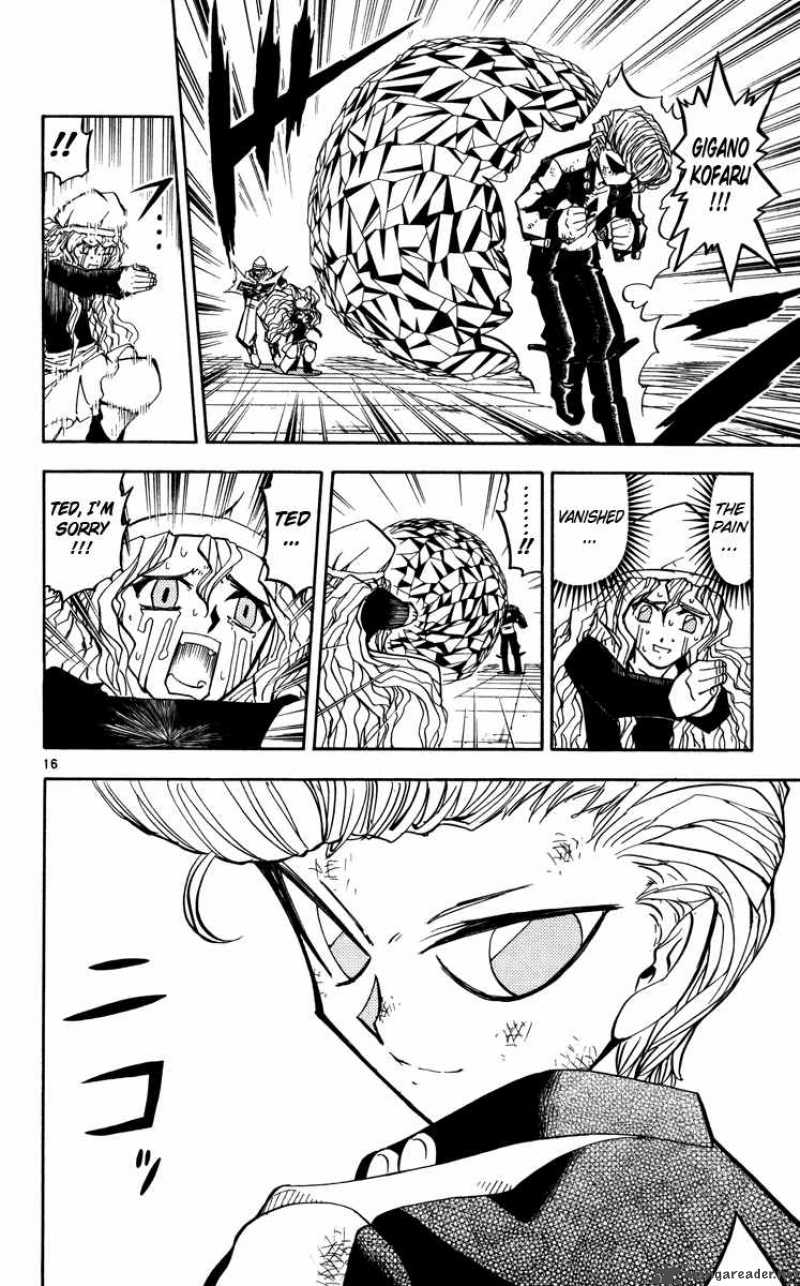 GIGANO
KOFARU
!!!
!!
THE
PAIN
...
VANISHED
...
......!!
TED
...
TED, I'M
SORRY
!!!
16
ニコッ